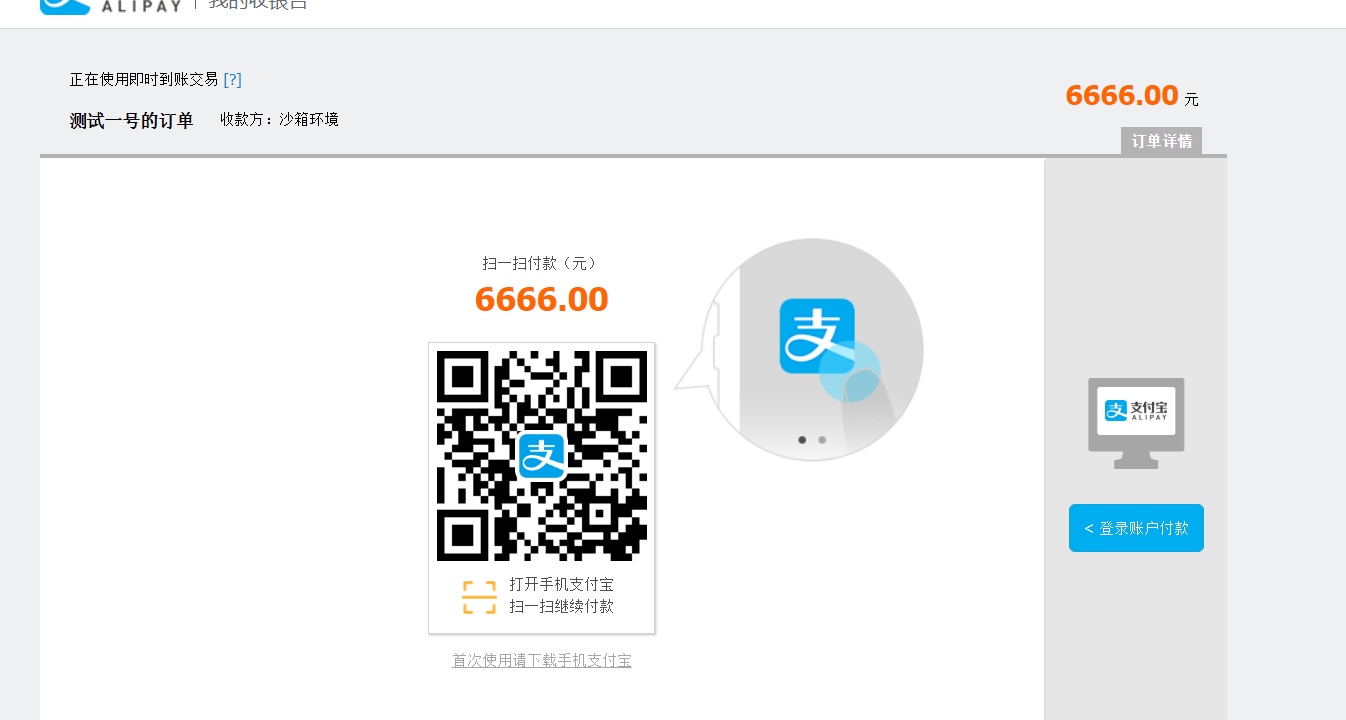 ALIPAY | 我的收银台
正在使用即时到账交易 [?]
测试一号的订单 收款方：沙箱环境
6666.00 元
订单详情
扫一扫付款（元）
6666.00
支
支
打开手机支付宝
扫一扫继续付款
首次使用请下载手机支付宝
支 支付宝
ALIPAY
< 登录账户付款